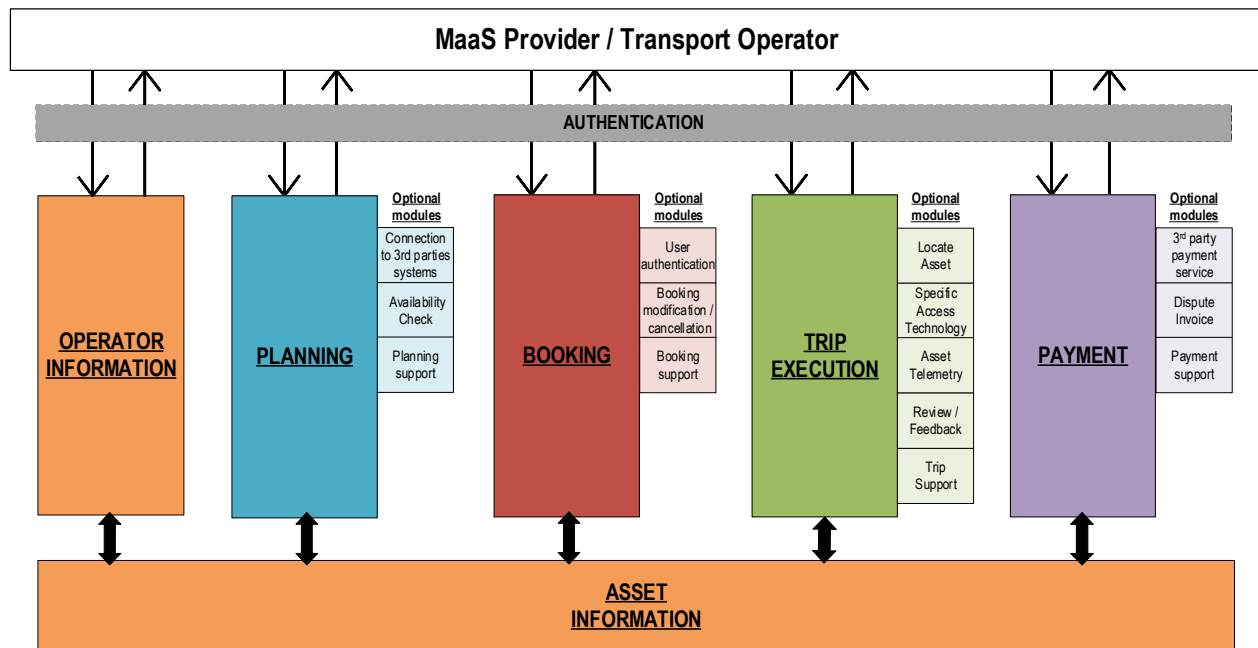 MaaS Provider / Transport Operator
AUTHENTICATION
OPERATOR
INFORMATION
PLANNING
Optional
modules
Connection
to 3rd parties
systems
Availability
Check
Planning
support
BOOKING
Optional
modules
User
authentication
Booking
modification /
cancellation
Booking
support
TRIP
EXECUTION
Optional
modules
Locate
Asset
Specific
Access
Technology
Asset
Telemetry
Review /
Feedback
Trip
Support
PAYMENT
Optional
modules
3rd party
payment
service
Dispute
Invoice
Payment
support
ASSET
INFORMATION